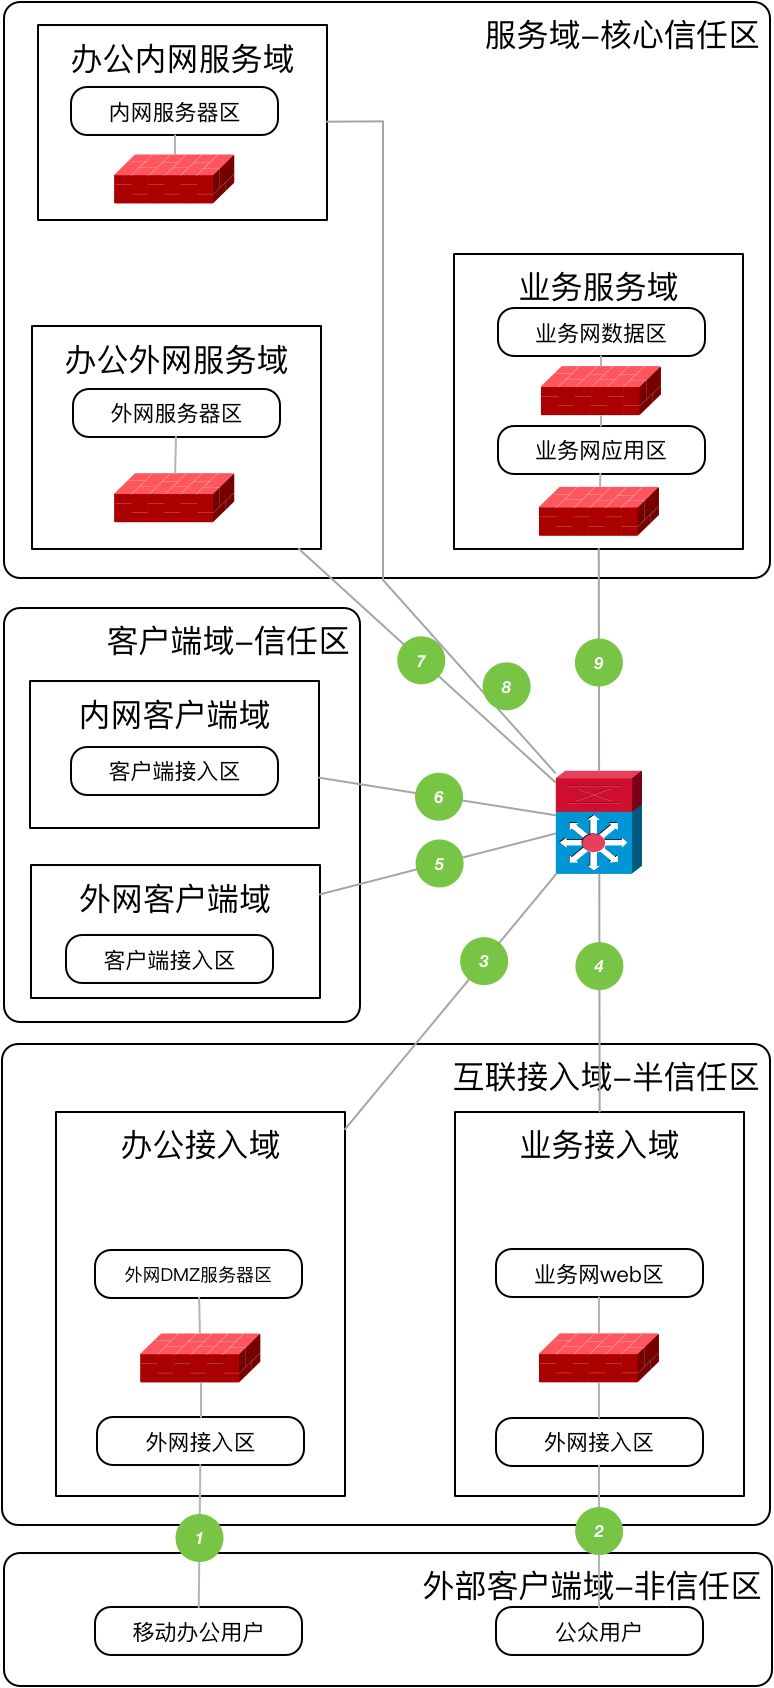 服务域–核心信任区
办公内网服务域
内网服务器区
业务服务域
业务网数据区
办公外网服务域
外网服务器区
业务网应用区
客户端域–信任区
7
8
9
内网客户端域
客户端接入区
6
5
外网客户端域
客户端接入区
3
4
互联接入域–半信任区
办公接入域
业务接入域
外网DMZ服务器区
业务网web区
外网接入区
外网接入区
1
2
外部客户端域–非信任区
移动办公用户
公众用户